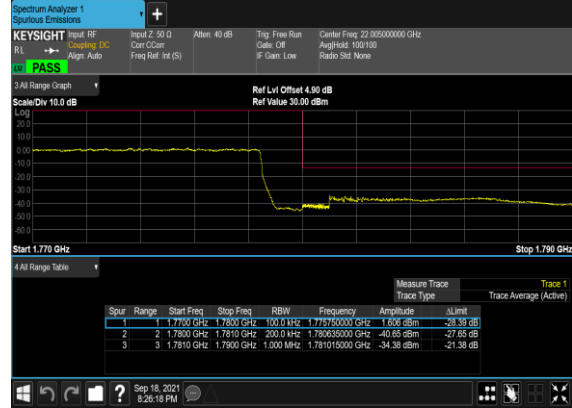 Spectrum Analyzer 1
Spurious Emissions
+
KEYSIGHT Input: RF Input Z: 50 Ω Atten: 40 dB Trig: Free Run Center Freq: 22.005000000 GHz
RL Coupling: DC Corr CCorr Gate: Off Avg|Hold: 100/100
Align: Auto Freq Ref: Int (S) IF Gain: Low Radio Std: None
PASS
3 All Range Graph Ref Lvl Offset 4.90 dB
Scale/Div 10.0 dB Ref Value 30.00 dBm
Log
20.0
10.0
0.00
-10.0
-20.0
-30.0
-40.0
-50.0
-60.0
Start 1.770 GHz Stop 1.790 GHz
4 All Range Table
Measure Trace Trace 1
Trace Type Trace Average (Active)
Spur Range Start Freq Stop Freq RBW Frequency Amplitude ΔLimit
1 1 1.7700 GHz 1.7800 GHz 100.0 kHz 1.775750000 GHz 1.606 dBm -28.39 dB
2 2 1.7800 GHz 1.7810 GHz 200.0 kHz 1.780635000 GHz -40.65 dBm -27.65 dB
3 3 1.7810 GHz 1.7900 GHz 1.000 MHz 1.781015000 GHz -34.38 dBm -21.38 dB
? Sep 18, 2021
8:26:18 PM